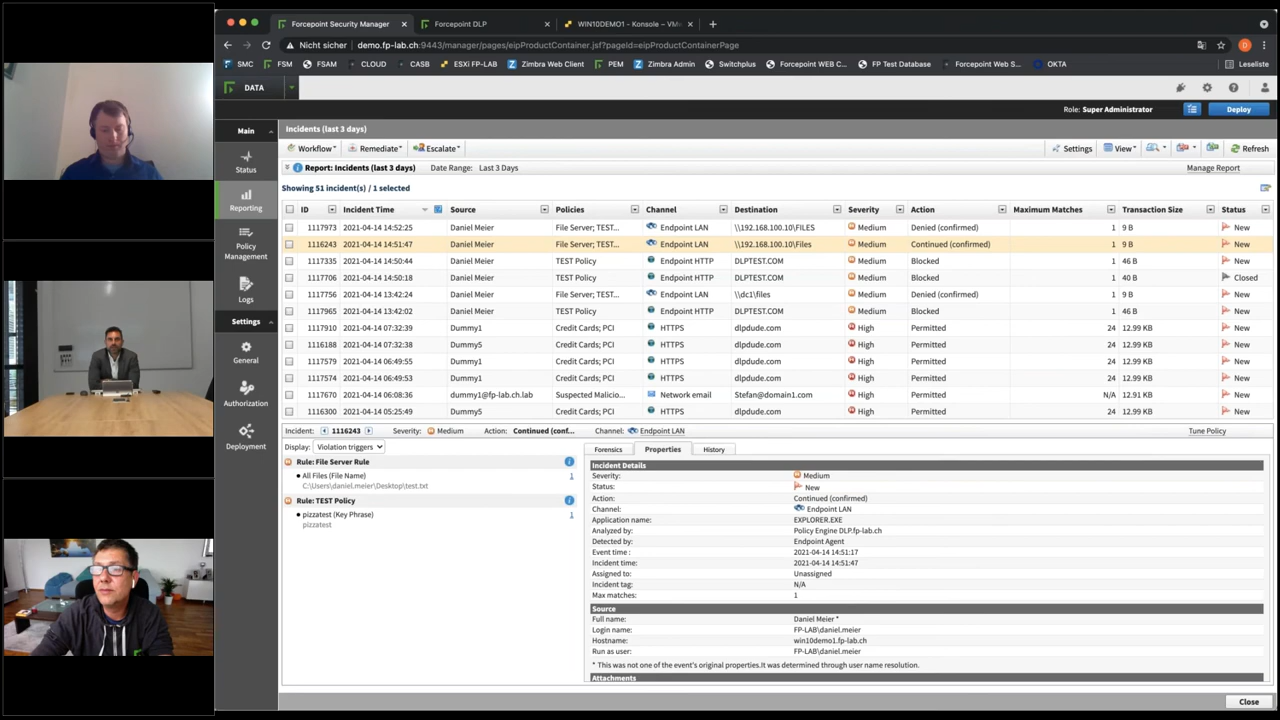 Forcepoint Security Manager × Forcepoint DLP × WIN10DEMO1 - Konsole – VM × +
Nicht sicher demo.fp-lab.ch:9443/manager/pages/eipProductContainer.jsf?pageId=eipProductContainerPage
SMC FSM FSAM CLOUD CASB ESXi FP-LAB Zimbra Web Client PEM Zimbra Admin Switchplus Forcepoint WEB C... FP Test Database Forcepoint Web S... OKTA Leseliste
DATA
Role: Super Administrator Deploy
Main
Status
Reporting
Policy
Management
Logs
Settings
General
Authorization
Deployment
Incidents (last 3 days)
Workflow Remediate Escalate Settings View Refresh
Report: Incidents (last 3 days) Date Range: Last 3 Days Manage Report
Showing 51 incident(s) / 1 selected
ID Incident Time Source Policies Channel Destination Severity Action Maximum Matches Transaction Size Status
1117973 2021-04-14 14:52:25 Daniel Meier File Server; TEST... Endpoint LAN \\192.168.100.10\FILES Medium Denied (confirmed) 1 9 B New
1116243 2021-04-14 14:51:47 Daniel Meier File Server; TEST... Endpoint LAN \\192.168.100.10\Files Medium Continued (confirmed) 1 9 B New
1117335 2021-04-14 14:50:44 Daniel Meier TEST Policy Endpoint HTTP DLPTEST.COM Medium Blocked 1 46 B New
1117706 2021-04-14 14:50:18 Daniel Meier TEST Policy Endpoint HTTP DLPTEST.COM Medium Blocked 1 40 B Closed
1117756 2021-04-14 13:42:24 Daniel Meier File Server; TEST... Endpoint LAN \\dc1\files Medium Denied (confirmed) 1 9 B New
1117965 2021-04-14 13:42:02 Daniel Meier TEST Policy Endpoint HTTP DLPTEST.COM Medium Blocked 1 46 B New
1117910 2021-04-14 07:32:39 Dummy1 Credit Cards; PCI HTTPS dlpdude.com High Permitted 24 12.99 KB New
1116188 2021-04-14 07:32:38 Dummy5 Credit Cards; PCI HTTPS dlpdude.com High Permitted 24 12.99 KB New
1117579 2021-04-14 06:49:55 Dummy1 Credit Cards; PCI HTTPS dlpdude.com High Permitted 24 12.99 KB New
1117574 2021-04-14 06:49:53 Dummy1 Credit Cards; PCI HTTPS dlpdude.com High Permitted 24 12.99 KB New
1117670 2021-04-14 06:08:36 dummy1@fp-lab.ch.lab Suspected Malicio... Network email Stefan@domain1.com High Permitted N/A 12.91 KB New
1116300 2021-04-14 05:25:49 Dummy5 Credit Cards; PCI HTTPS dlpdude.com High Permitted 24 12.99 KB New
Incident: 1116243 Severity: Medium Action: Continued (conf... Channel: Endpoint LAN Tune Policy
Display: Violation triggers
Rule: File Server Rule
All Files (File Name) 1
C:\Users\daniel.meier\Desktop\test.txt
Rule: TEST Policy
pizzatest (Key Phrase) 1
pizzatest
Forensics Properties History
Incident Details
Severity: Medium
Status: New
Action: Continued (confirmed)
Channel: Endpoint LAN
Application name: EXPLORER.EXE
Analyzed by: Policy Engine DLP.fp-lab.ch
Detected by: Endpoint Agent
Event time : 2021-04-14 14:51:17
Incident time: 2021-04-14 14:51:47
Assigned to: Unassigned
Incident tag: N/A
Max matches: 1
Source
Full name: Daniel Meier *
Login name: FP-LAB\daniel.meier
Hostname: win10demo1.fp-lab.ch
Run as user: FP-LAB\daniel.meier
* This was not one of the event's original properties.It was determined through user name resolution.
Attachments
Close